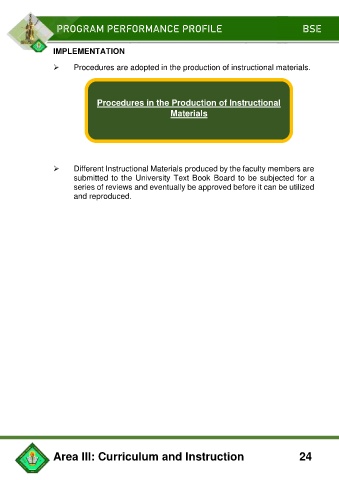 PROGRAM PERFORMANCE PROFILE BSE
IMPLEMENTATION
➢ Procedures are adopted in the production of instructional materials.
Procedures in the Production of Instructional
Materials
➢ Different Instructional Materials produced by the faculty members are
submitted to the University Text Book Board to be subjected for a
series of reviews and eventually be approved before it can be utilized
and reproduced.
Area III: Curriculum and Instruction 24